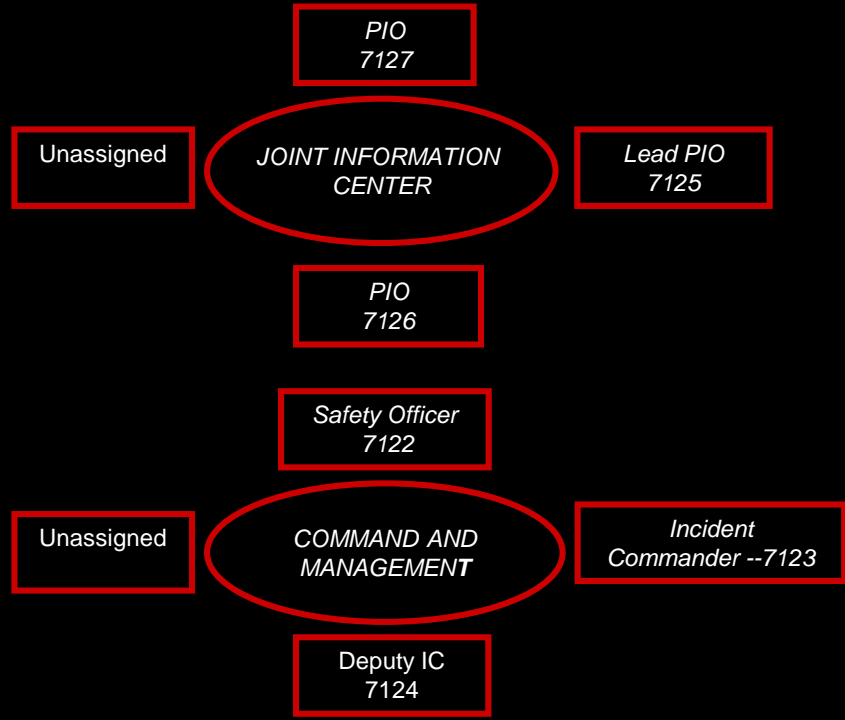 PIO
7127
Unassigned
JOINT INFORMATION
CENTER
Lead PIO
7125
PIO
7126
Safety Officer
7122
Unassigned
COMMAND AND
MANAGEMENT
Incident
Commander --7123
Deputy IC
7124